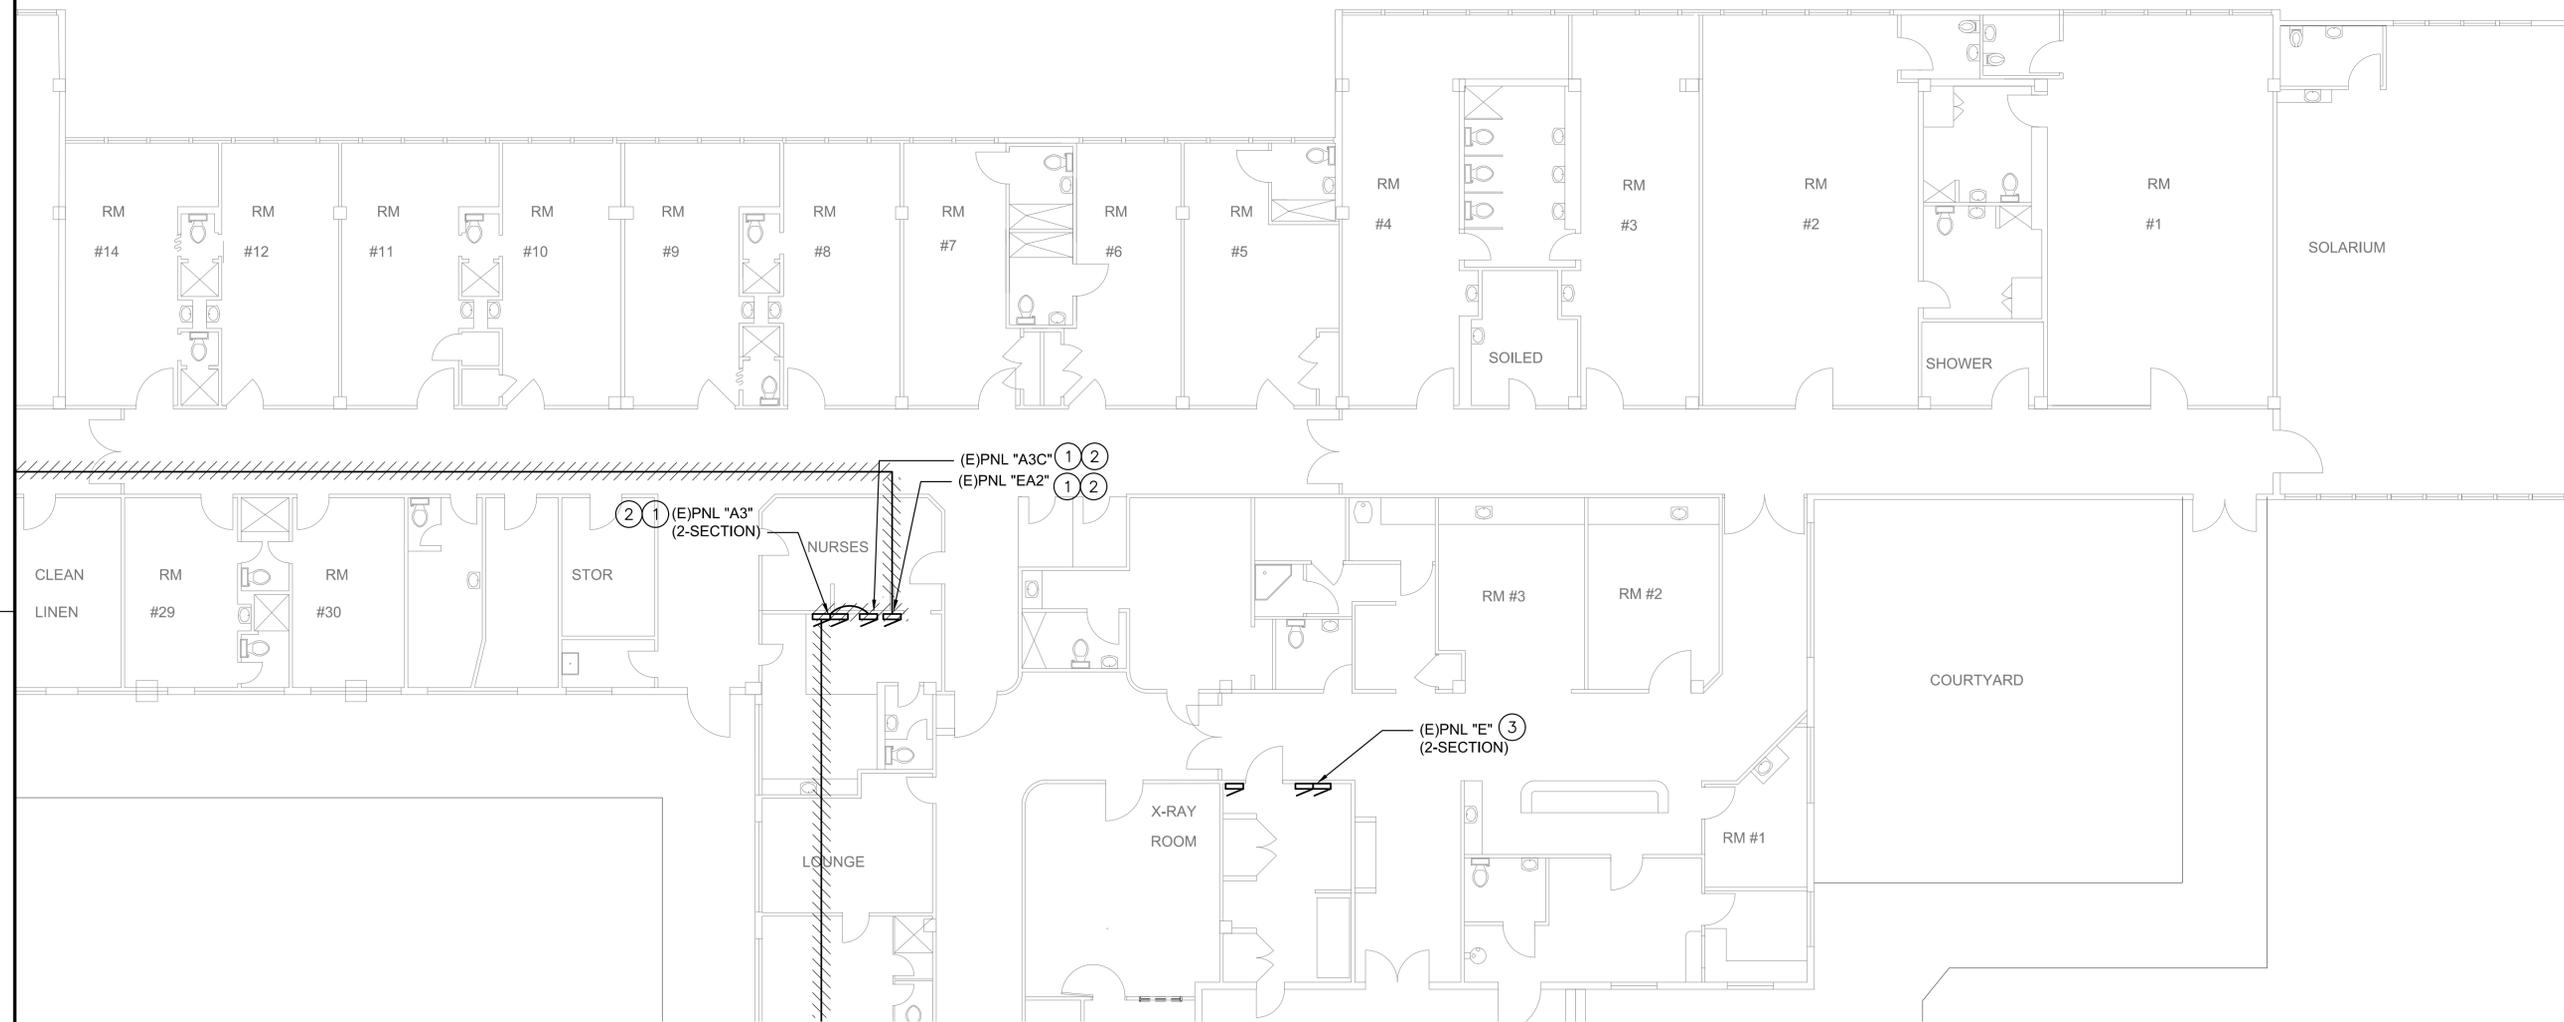 RM
#14
RM
#12
RM
#11
RM
#10
RM
#9
RM
#8
RM
#7
RM
#6
RM
#5
RM
#4
RM
#3
RM
#2
RM
#1
SOLARIUM
SOILED
SHOWER
(E)PNL "A3C" 1 2
(E)PNL "EA2" 1 2
2 1 (E)PNL "A3"
(2-SECTION)
NURSES
CLEAN
LINEN
RM
#29
RM
#30
STOR
RM #3
RM #2
COURTYARD
(E)PNL "E" 3
(2-SECTION)
X-RAY
ROOM
RM #1
LOUNGE